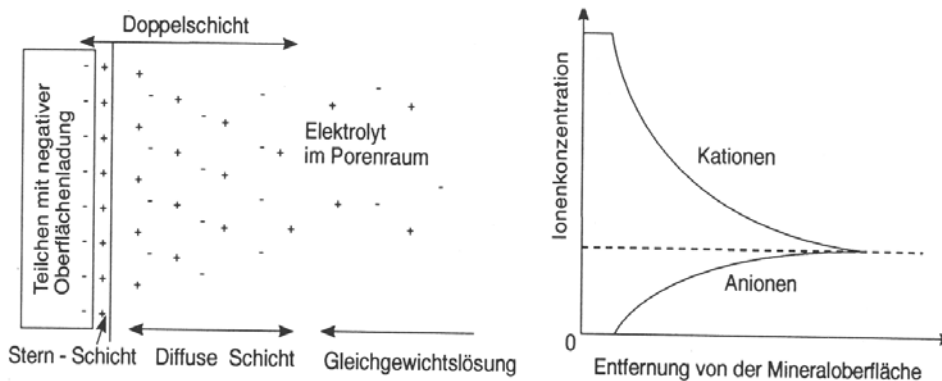 Doppelschicht
Teilchen mit negativer
Oberflächenladung
Elektrolyt
im Porenraum
Stern - Schicht
Diffuse Schicht
Gleichgewichtslösung
Ionenkonzentration
Kationen
Anionen
0
Entfernung von der Mineraloberfläche